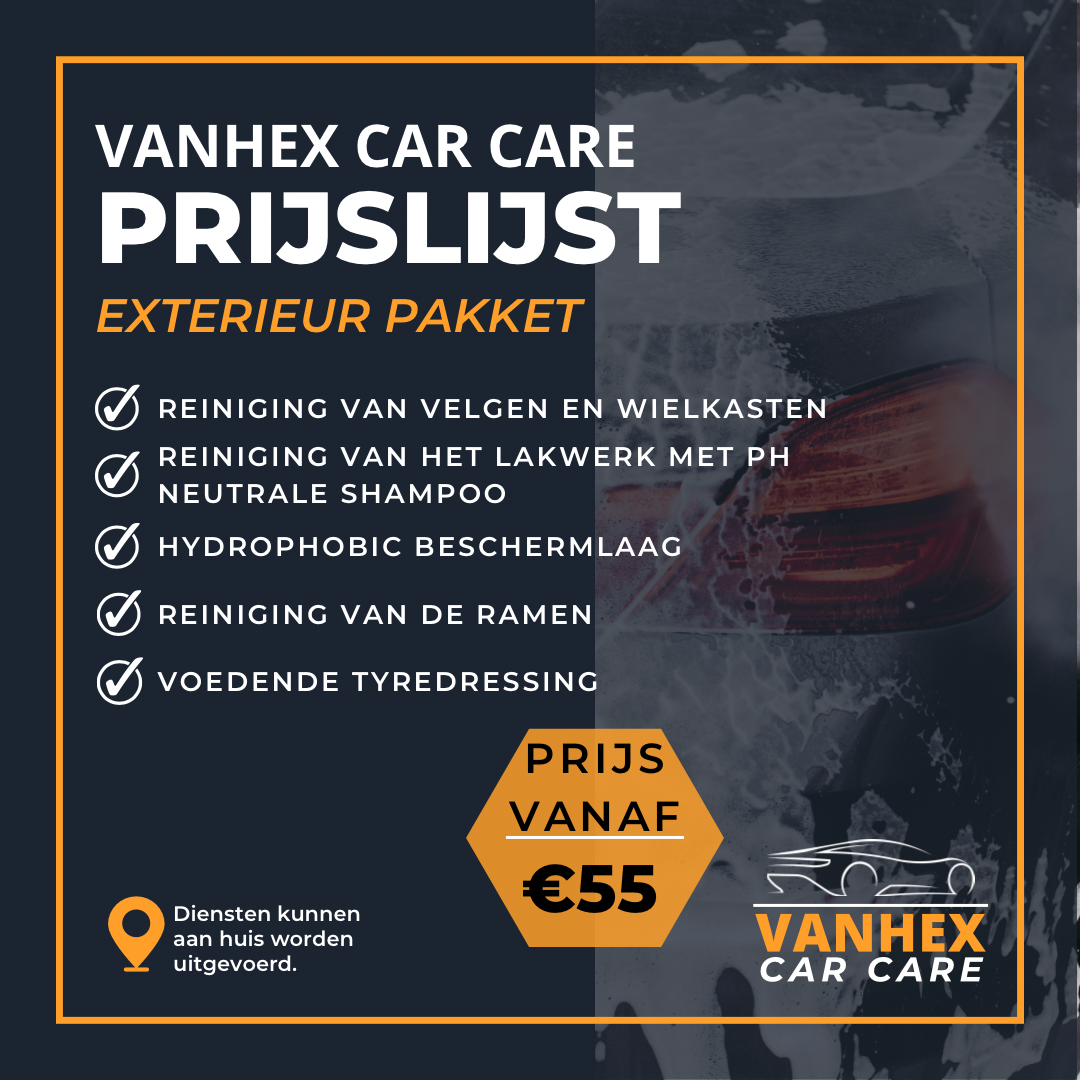 VANHEX CAR CARE
PRIJSLIJST
EXTERIEUR PAKKET
REINIGING VAN VELGEN EN WIELKASTEN
REINIGING VAN HET LAKWERK MET PH
NEUTRALE SHAMPOO
HYDROPHOBIC BESCHERMLAAG
REINIGING VAN DE RAMEN
VOEDENDE TYREDRESSING
PRIJS
VANAF
€55
Diensten kunnen
aan huis worden
uitgevoerd.
VANHEX
CAR CARE